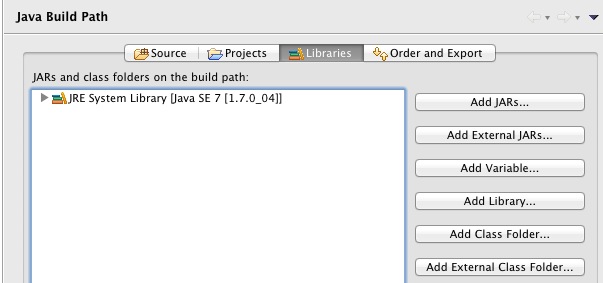 Java Build Path
Source
Projects
Libraries
Order and Export
JARs and class folders on the build path:
JRE System Library [Java SE 7 [1.7.0_04]]
Add JARs...
Add External JARs...
Add Variable...
Add Library...
Add Class Folder...
Add External Class Folder...